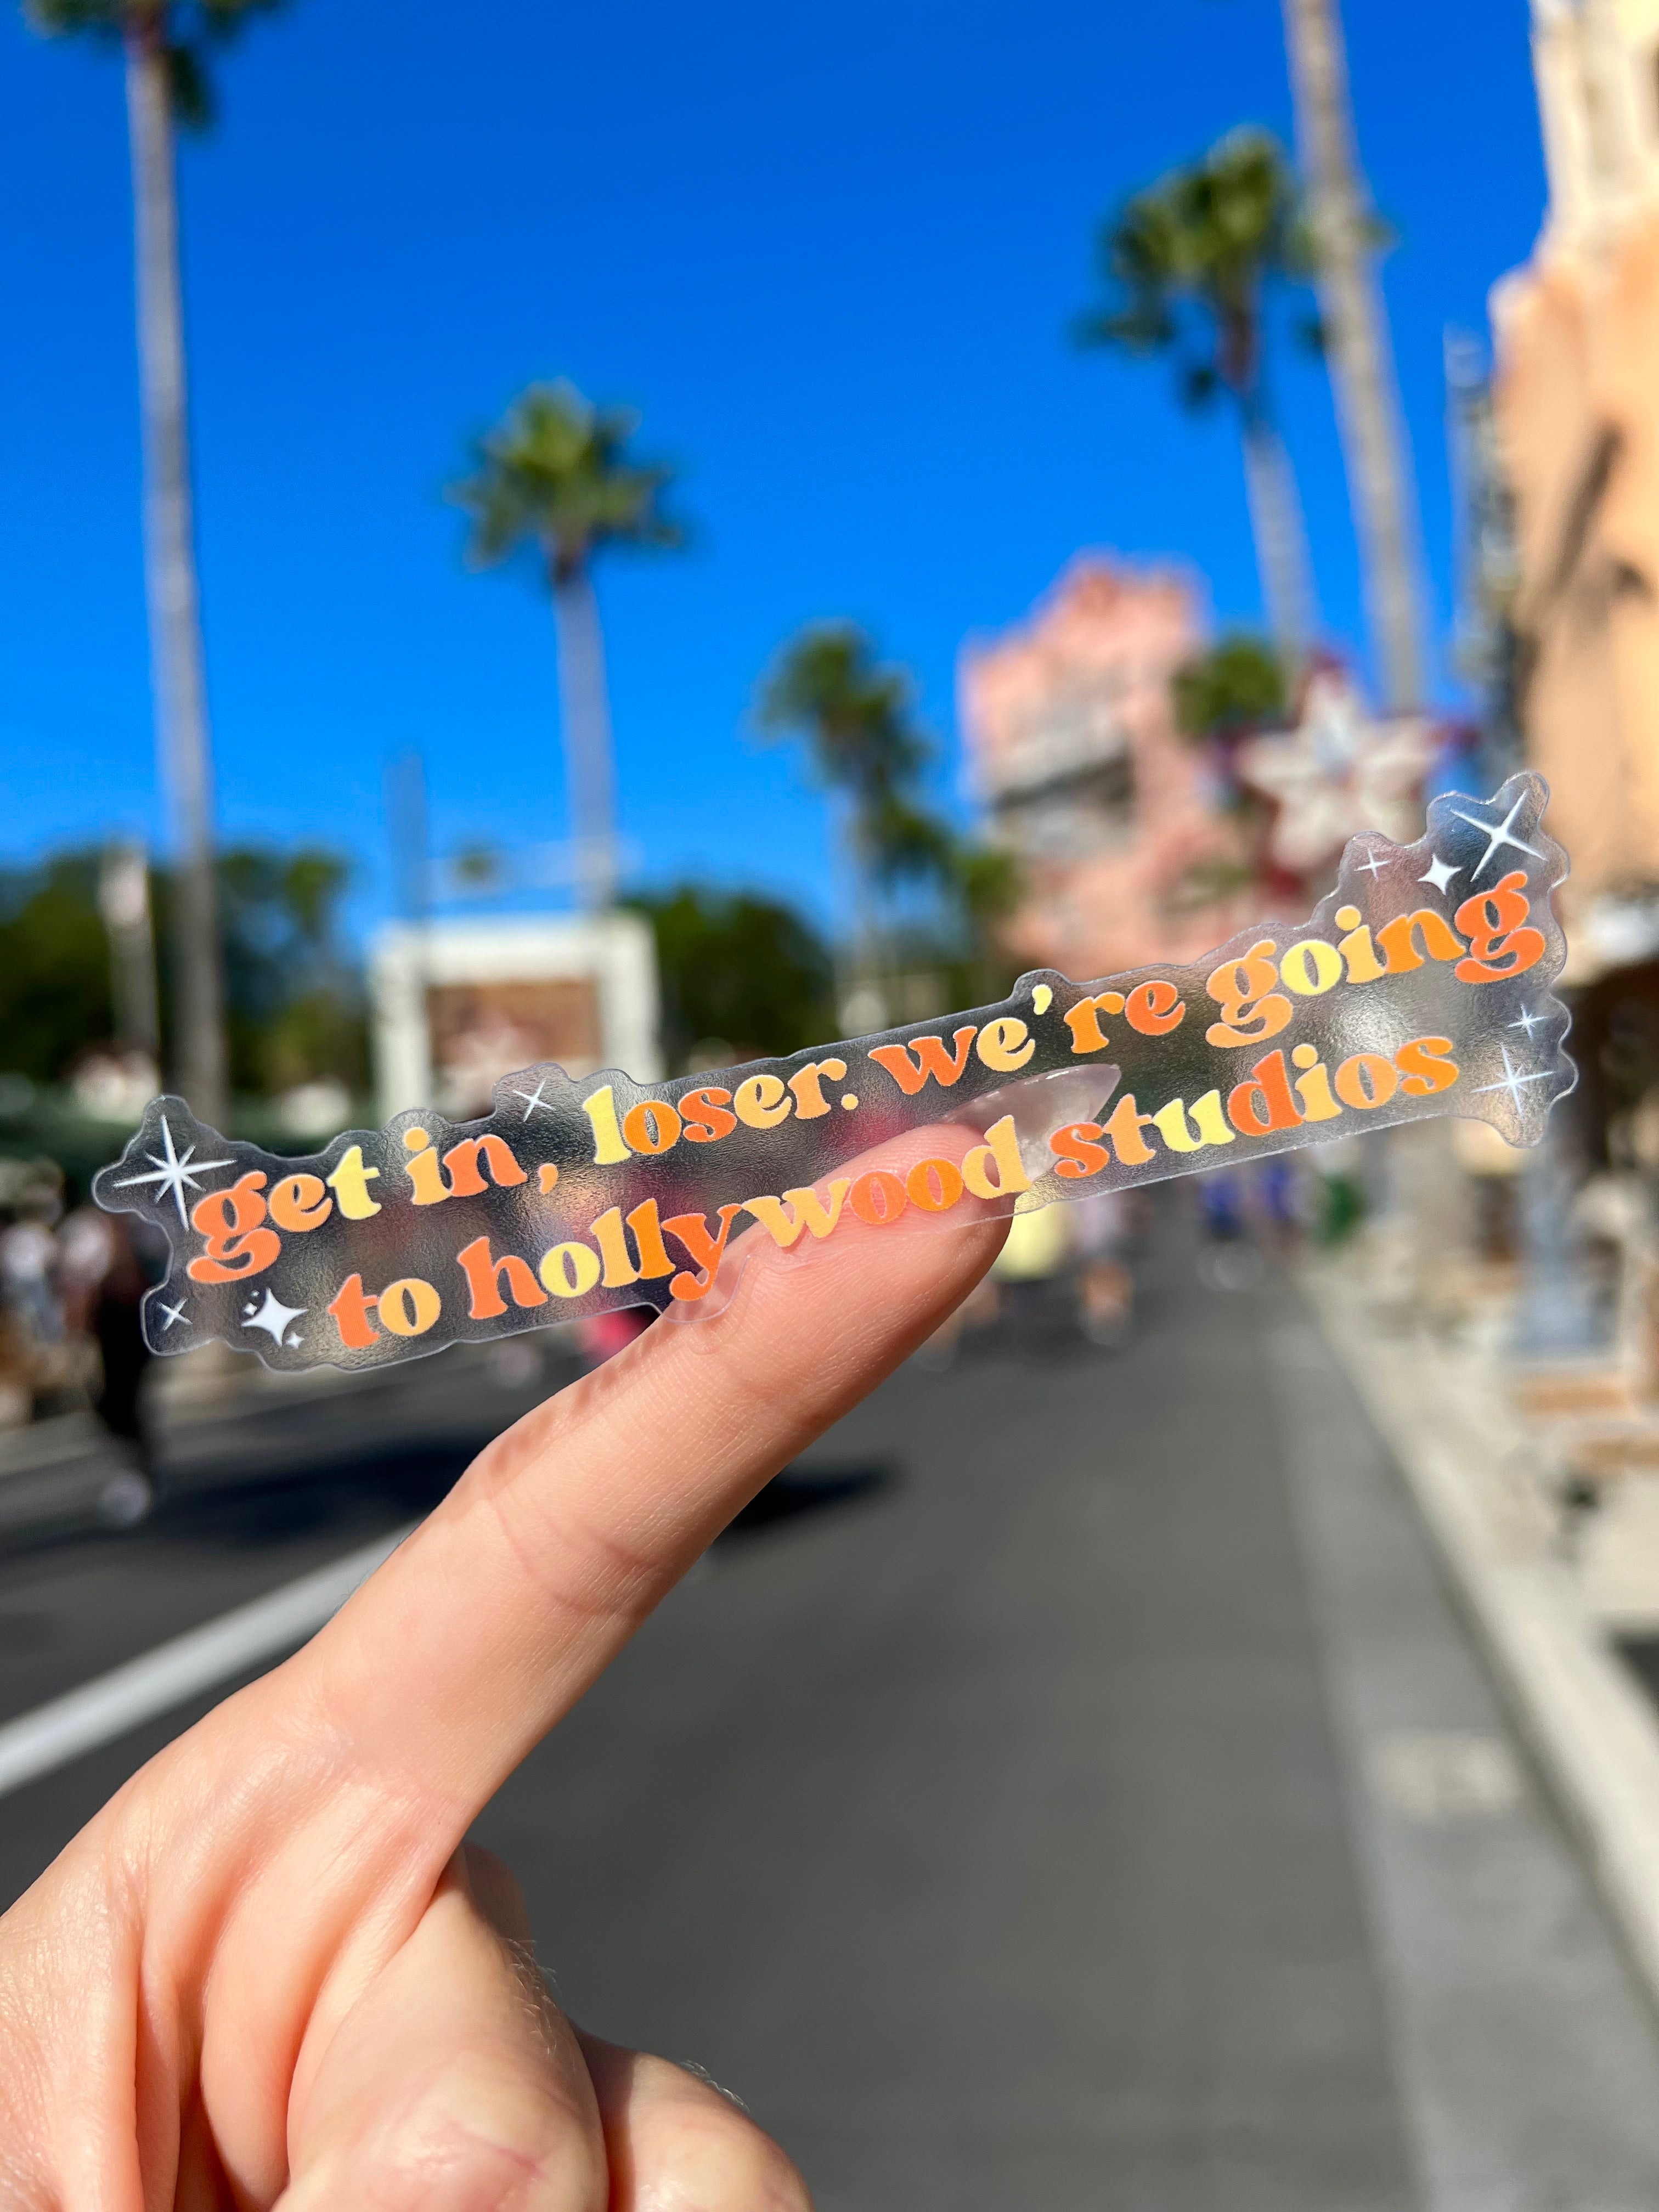 get in, loser. we're going
to hollywood studios